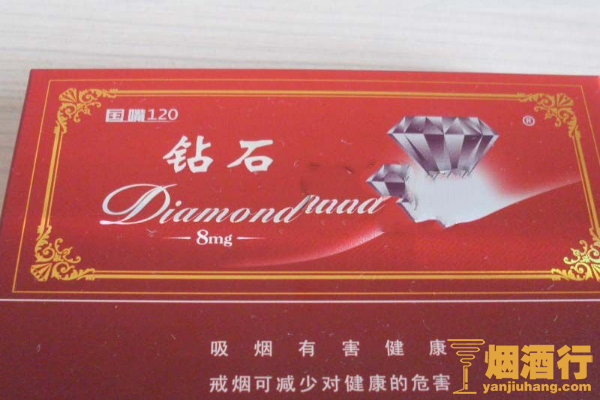 国嘴120
®
钻石
Diamond
8mg
吸烟有害健康
戒烟可减少对健康的危害
烟酒行
yanjiuhang.com